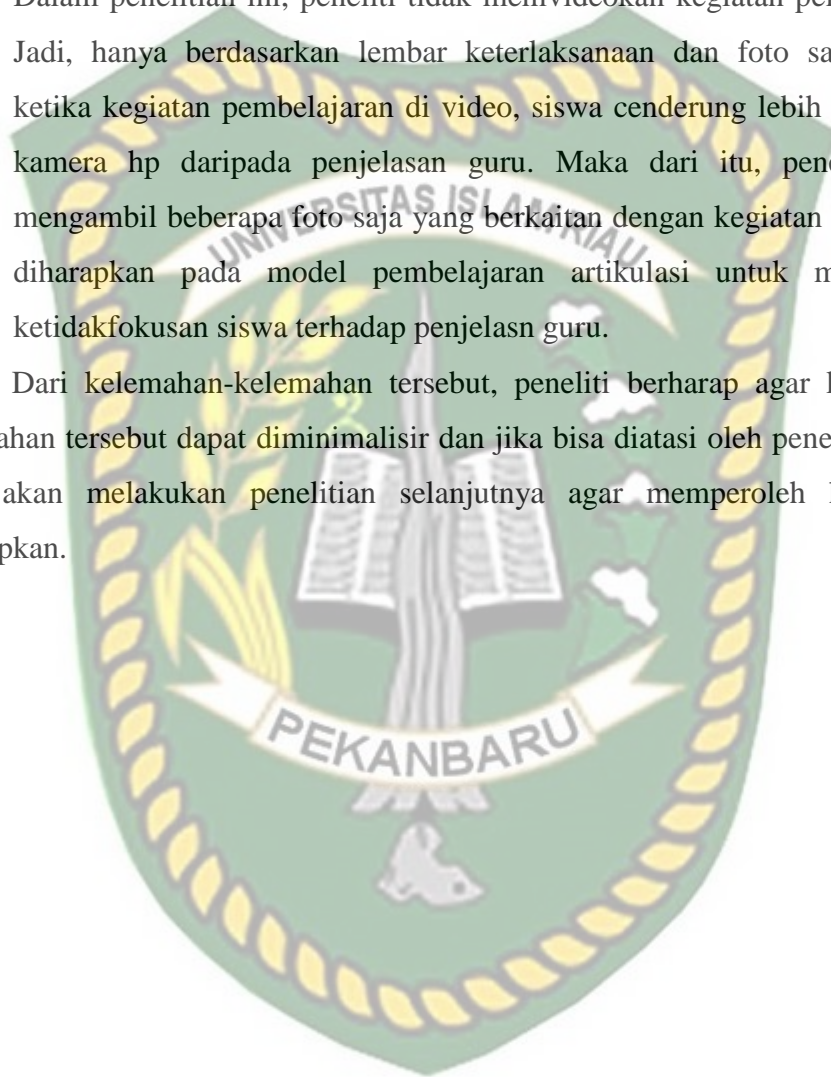 Dalam penelitian ini, peneliti tidak memvideokan kegiatan
Jadi, hanya berdasarkan lembar keterlaksanaan dan foto
ketika kegiatan pembelajaran di video, siswa cenderung lebih
kamera hp daripada penjelasan guru. Maka dari itu,
mengambil beberapa foto saja yang berkaitan dengan kegiatan
diharapkan pada model pembelajaran artikulasi untuk
ketidakfokusan siswa terhadap penjelasn guru.
Dari kelemahan-kelemahan tersebut, peneliti berharap agar
ahan tersebut dapat diminimalisir dan jika bisa diatasi oleh
akan melakukan penelitian selanjutnya agar memperoleh
pkan.
UNIVERSITAS ISLAM RIAU
PEKANBARU